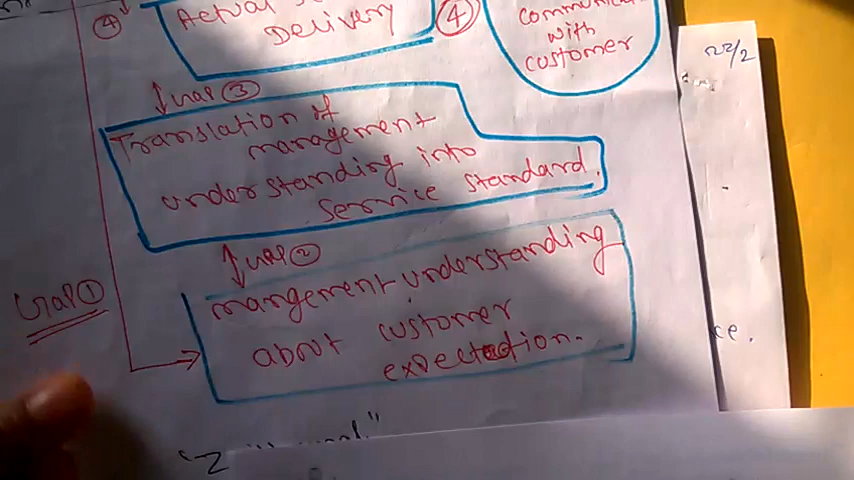 ④
Actual
Delivery
④
with
customer
22/2
Gap ③
Translation of
management
understanding into
service standard.
Gap ②
Gap ①
mangement understanding
about customer
expectation.
ce.
"Z